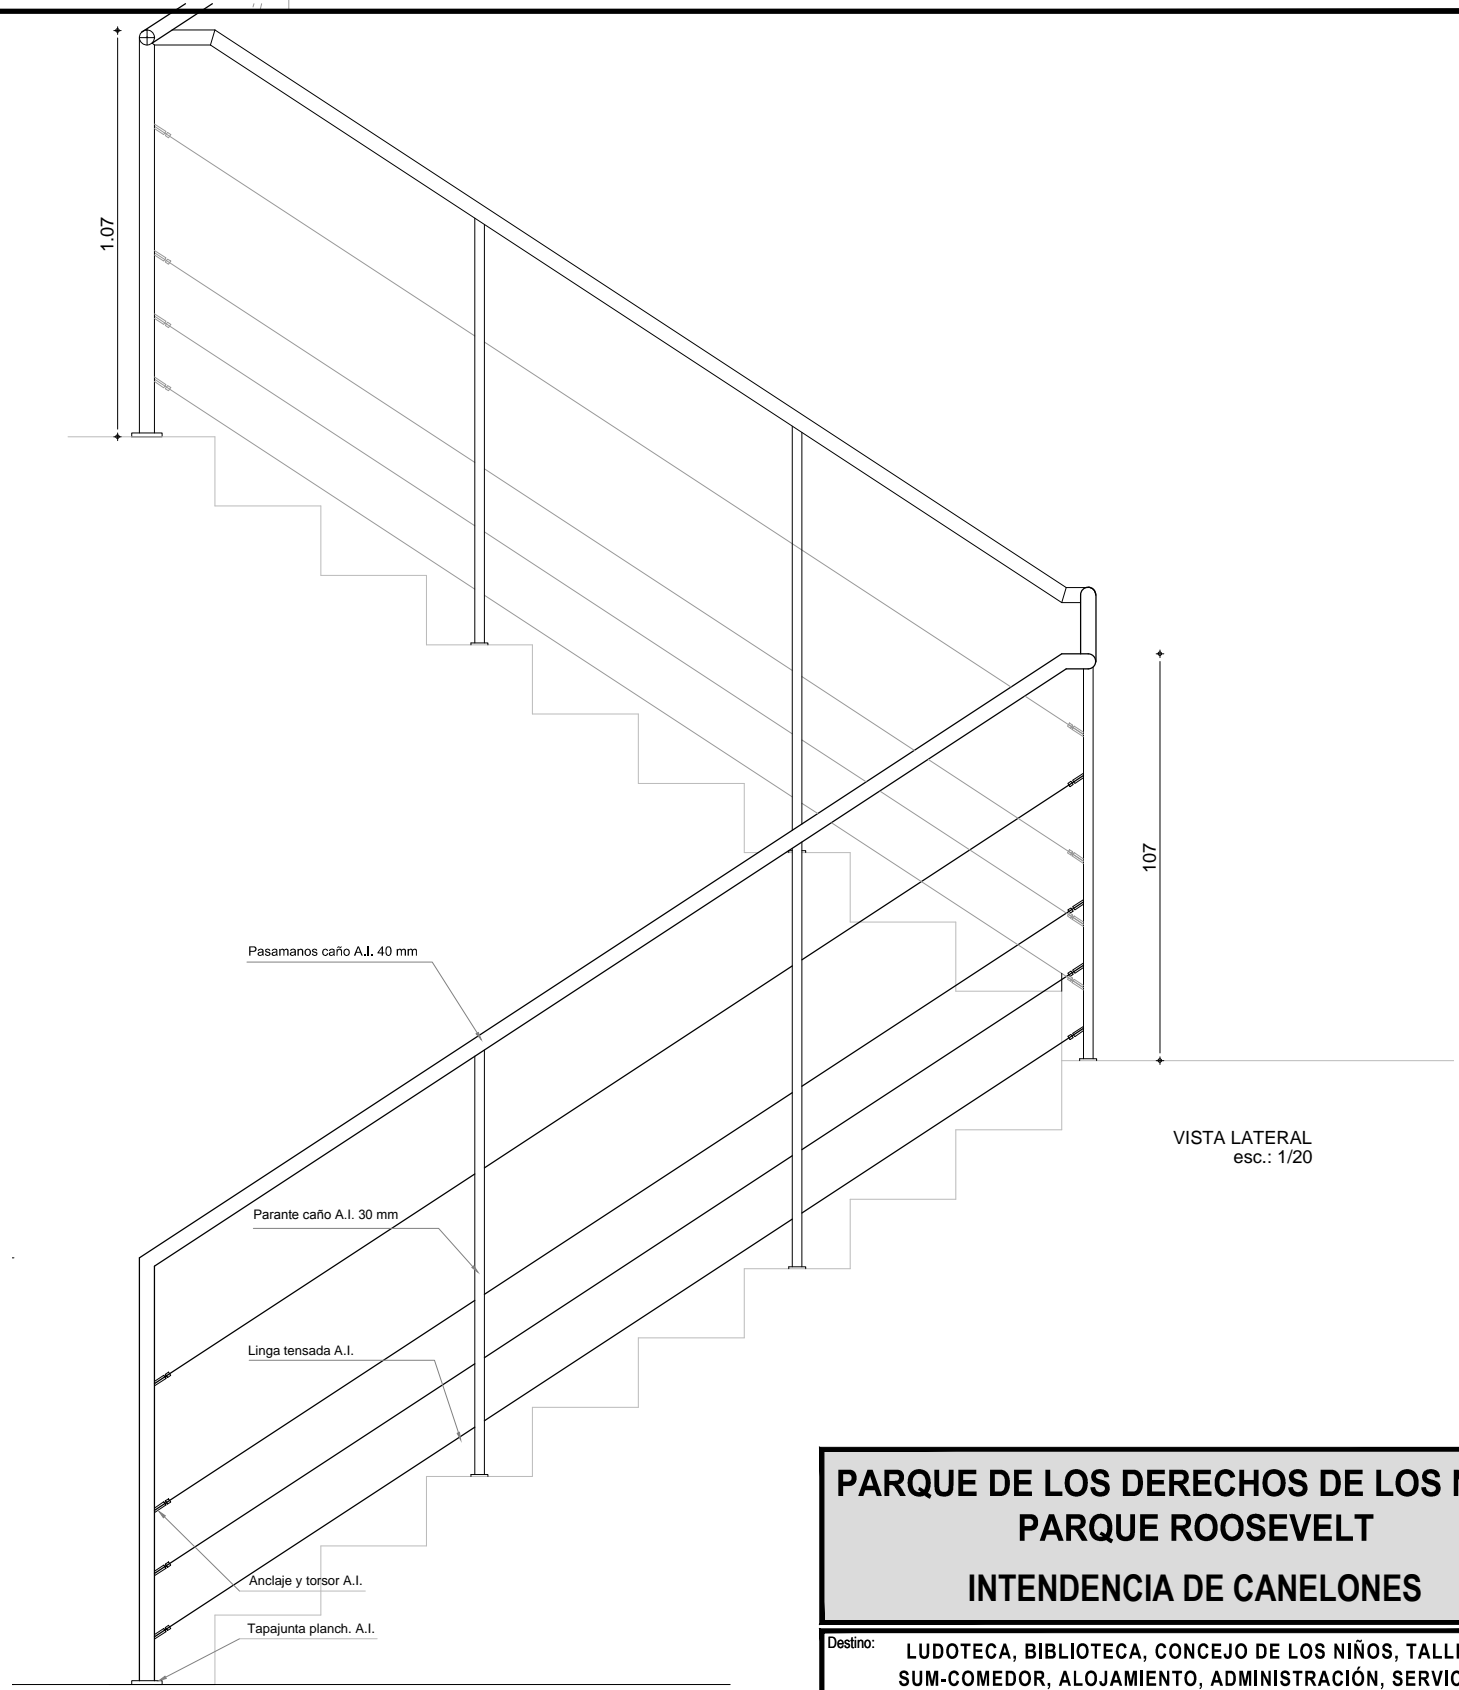 1.07
107
Pasamanos caño A.I. 40 mm
VISTA LATERAL
esc.: 1/20
Parante caño A.I. 30 mm
Linga tensada A.I.
Anclaje y torsor A.I.
Tapajunta planch. A.I.
PARQUE DE LOS DERECHOS DE LOS
PARQUE ROOSEVELT
INTENDENCIA DE CANELONES
Destino:
LUDOTECA, BIBLIOTECA, CONCEJO DE LOS NIÑOS,
SUM-COMEDOR, ALOJAMIENTO, ADMINISTRACIÓN,